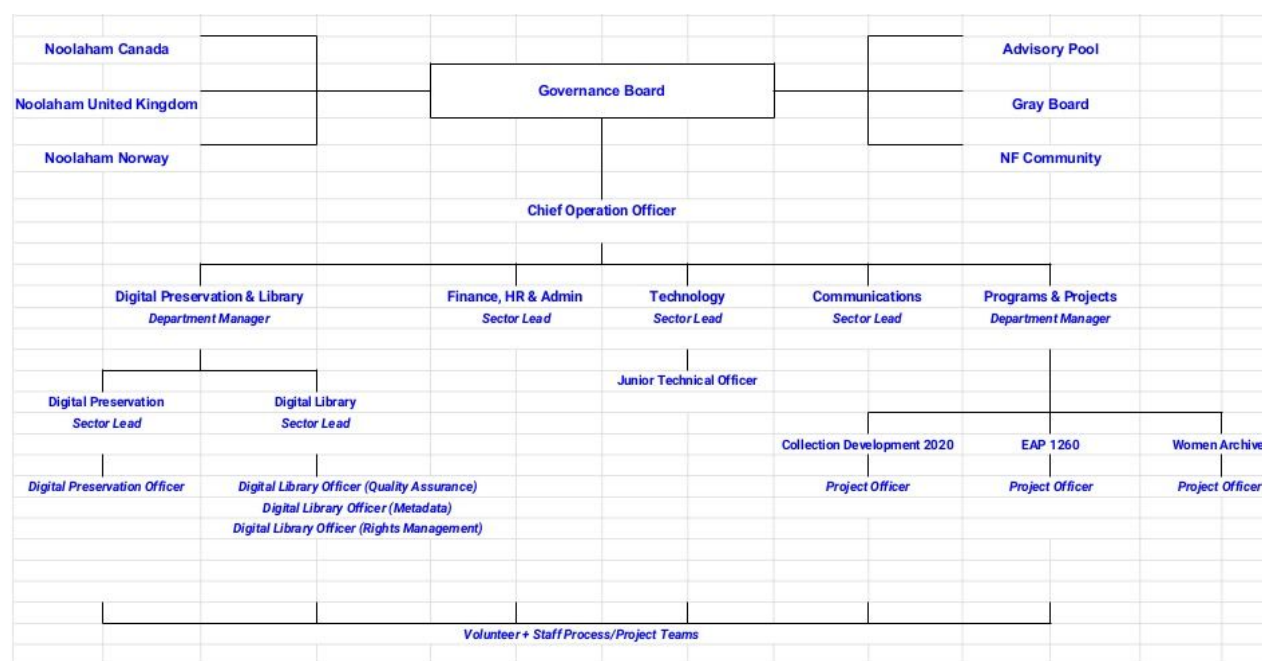 Noolaham Canada
Advisory Pool
Governance Board
Noolaham United Kingdom
Gray Board
Noolaham Norway
NF Community
Chief Operation Officer
Digital Preservation & Library
Department Manager
Finance, HR & Admin
Sector Lead
Technology
Sector Lead
Communications
Sector Lead
Programs & Projects
Department Manager
Junior Technical Officer
Digital Preservation
Sector Lead
Digital Library
Sector Lead
Collection Development 2020
EAP 1260
Women Archive
Digital Preservation Officer
Digital Library Officer (Quality Assurance)
Digital Library Officer (Metadata)
Digital Library Officer (Rights Management)
Project Officer
Project Officer
Project Officer
Volunteer + Staff Process/Project Teams